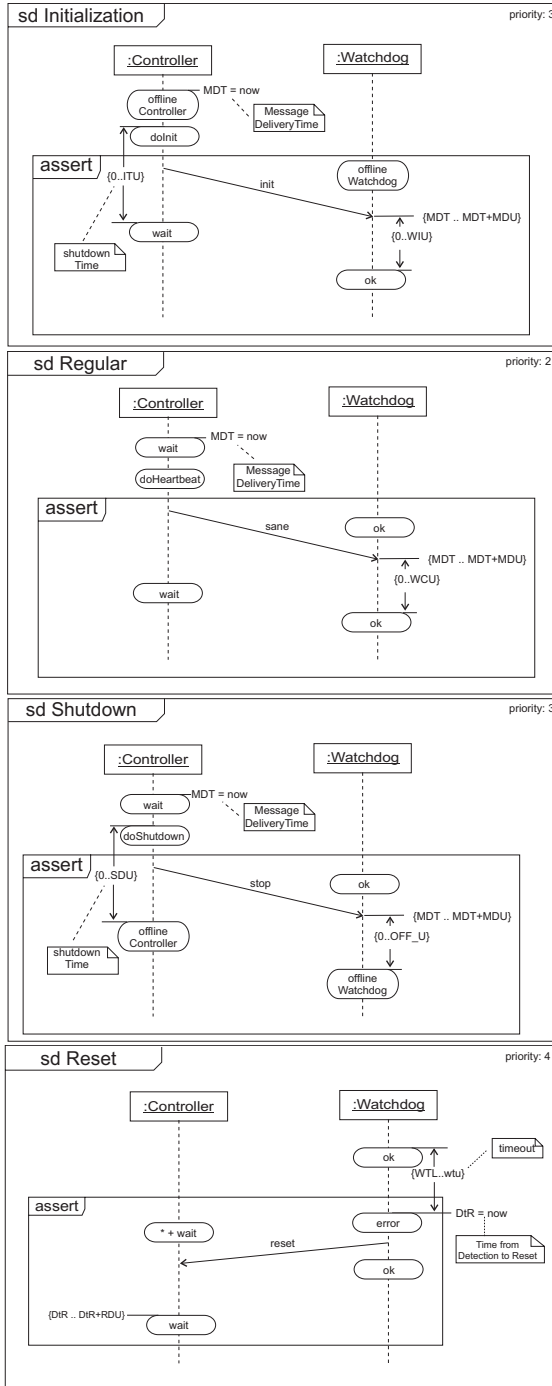 sd Initialization
priority: 3
:Controller
:Watchdog
offline
Controller
MDT = now
Message
DeliveryTime
doInit
assert
{0..ITU}
offline
Watchdog
init
{MDT .. MDT+MDU}
{0..WIU}
wait
shutdown
Time
ok
sd Regular
priority: 2
:Controller
:Watchdog
wait
MDT = now
Message
DeliveryTime
doHeartbeat
assert
sane
ok
{MDT .. MDT+MDU}
{0..WCU}
wait
ok
sd Shutdown
priority: 3
:Controller
:Watchdog
wait
MDT = now
Message
DeliveryTime
doShutdown
assert
{0..SDU}
stop
ok
{MDT .. MDT+MDU}
{0..OFF_U}
offline
Controller
shutdown
Time
offline
Watchdog
sd Reset
priority: 4
:Controller
:Watchdog
ok
timeout
{WTL..wtu}
assert
error
DtR = now
* + wait
reset
Time from
Detection to Reset
ok
{DtR .. DtR+RDU}
wait